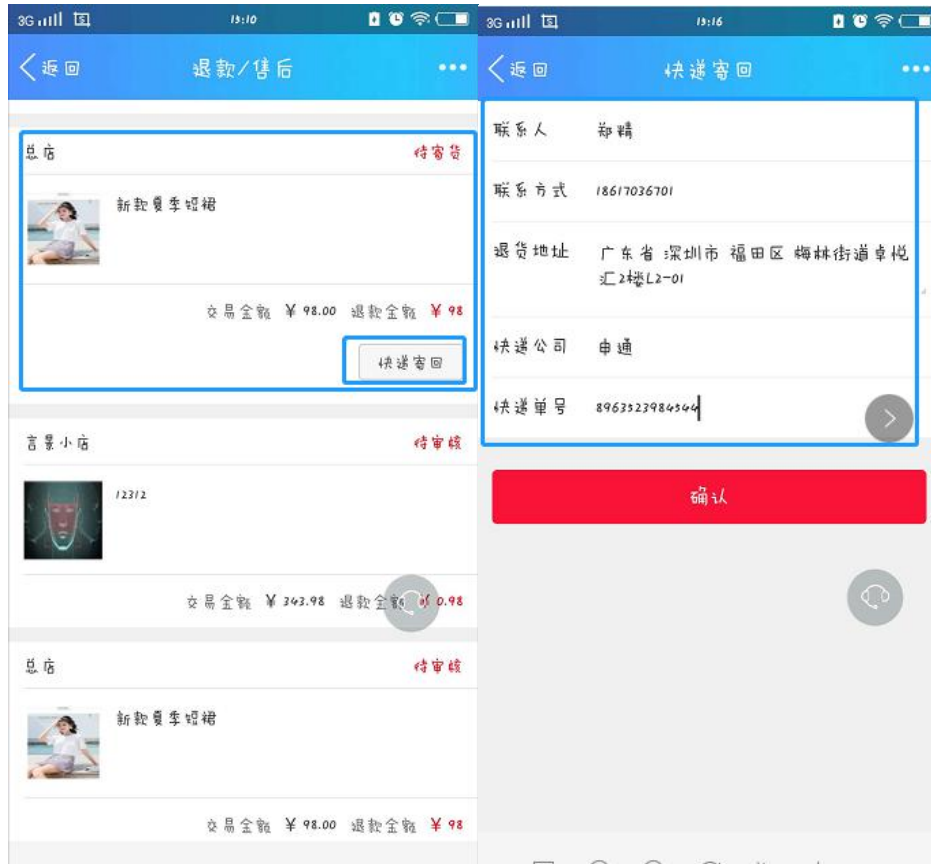 3G 15:10
返回 退款/售后
总店 待寄货
新款夏季短裙
交易金额 ¥ 98.00 退款金额 ¥ 98
快递寄回
言景小店 待审核
12312
交易金额 ¥ 343.98 退款金额 0.98
总店 待审核
新款夏季短裙
交易金额 ¥ 98.00 退款金额 ¥ 98
3G 15:16
返回 快递寄回
联系人 郑精
联系方式 18617036701
退货地址 广东省 深圳市 福田区 梅林街道卓悦
汇2楼L2-01
快递公司 申通
快递单号 8963523984544
确认